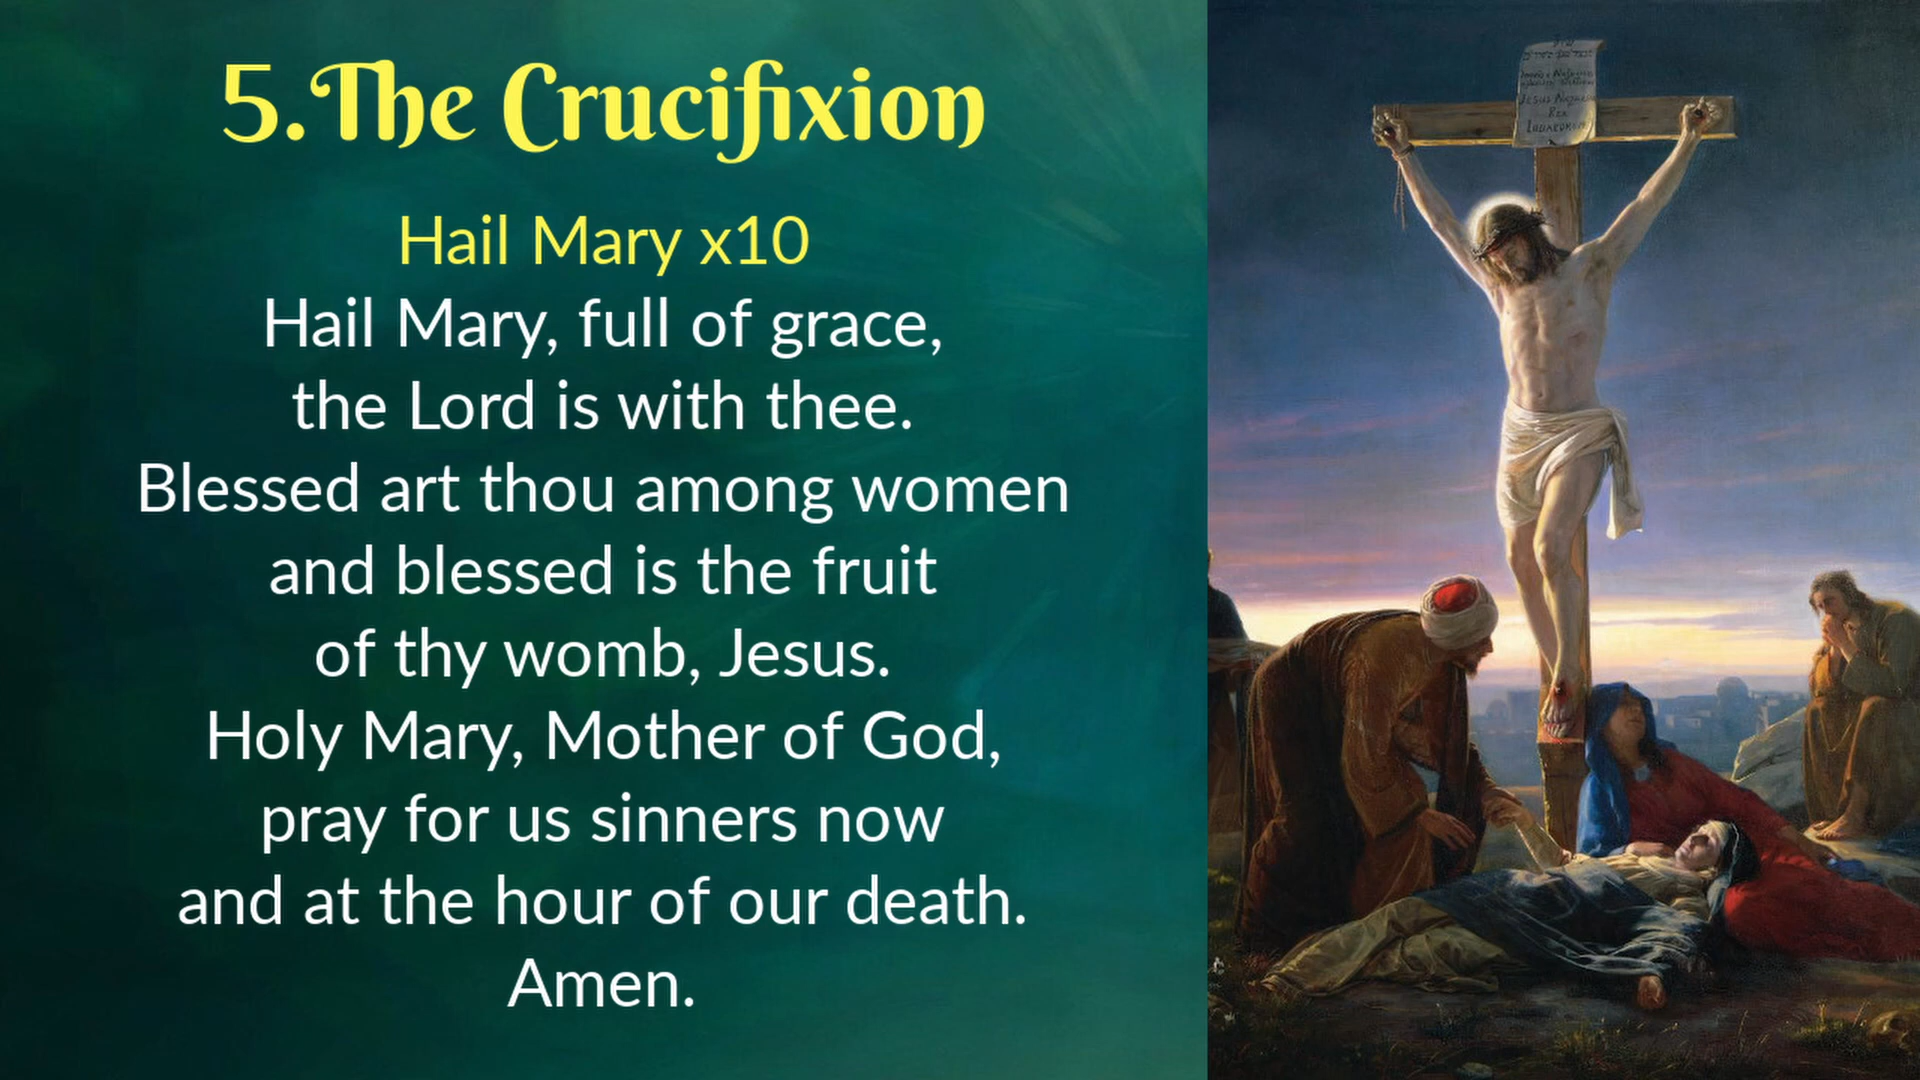 5.The Crucifixion
Hail Mary x10
Hail Mary, full of grace,
the Lord is with thee.
Blessed art thou among women
and blessed is the fruit
of thy womb, Jesus.
Holy Mary, Mother of God,
pray for us sinners now
and at the hour of our death.
Amen.
Rex